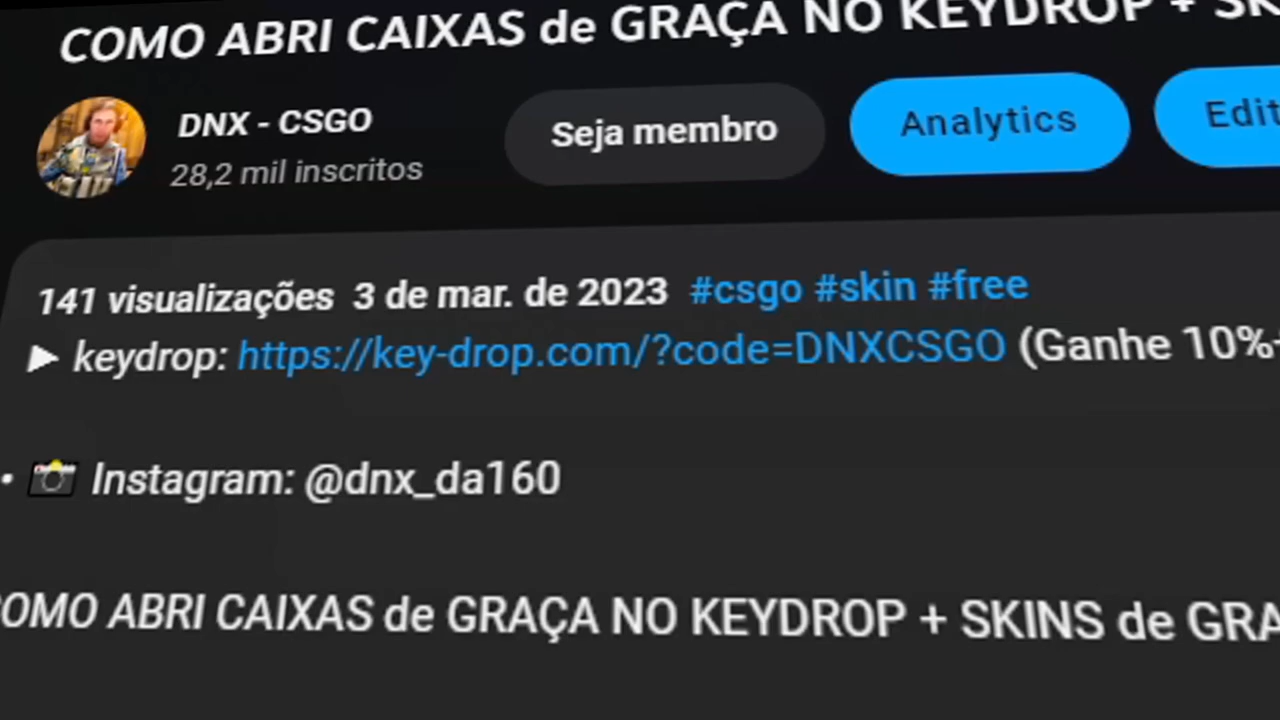 COMO ABRI CAIXAS de GRAÇA NO KEYDROP +
DNX - CSGO
28,2 mil inscritos
Seja membro
Analytics
Edit
141 visualizações 3 de mar. de 2023 #csgo #skin #free
▶ keydrop: https://key-drop.com/?code=DNXCSGO (Ganhe 10%
• 📸 Instagram: @dnx_da160
COMO ABRI CAIXAS de GRAÇA NO KEYDROP + SKINS de GRA